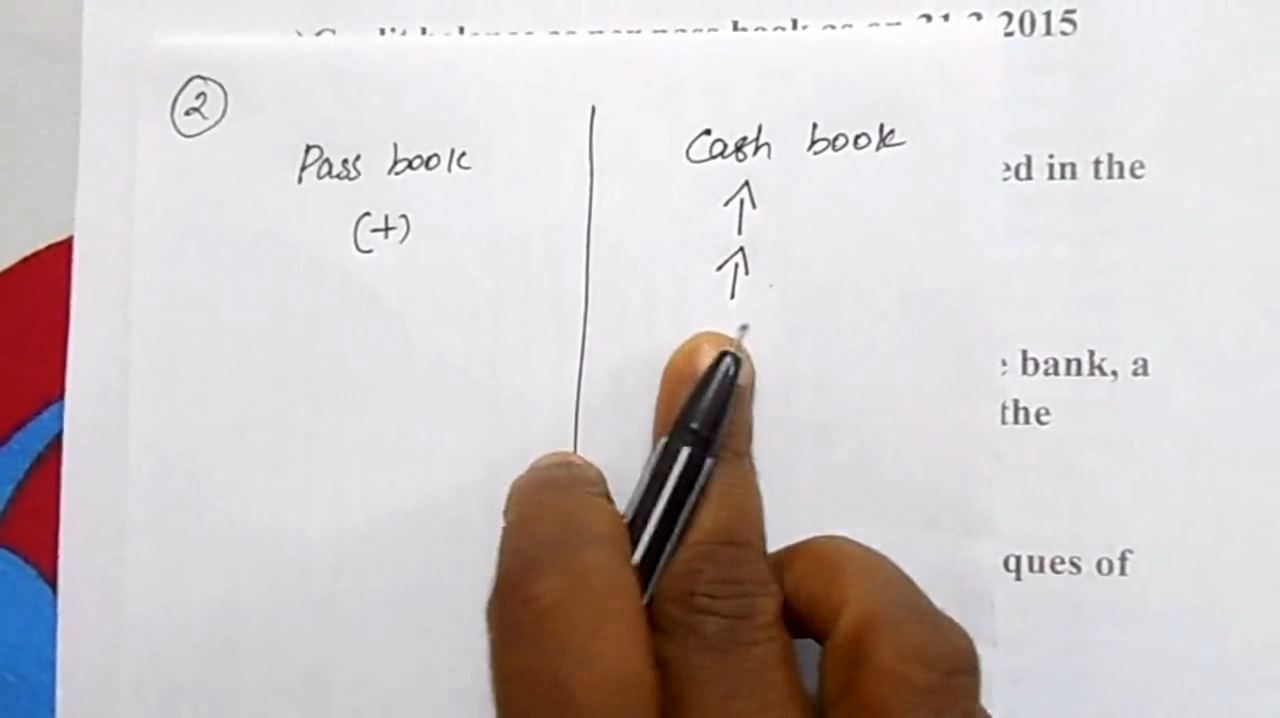 2015
②
Pass book
Cash book
(+)
ed in the
bank, a
the
ques of